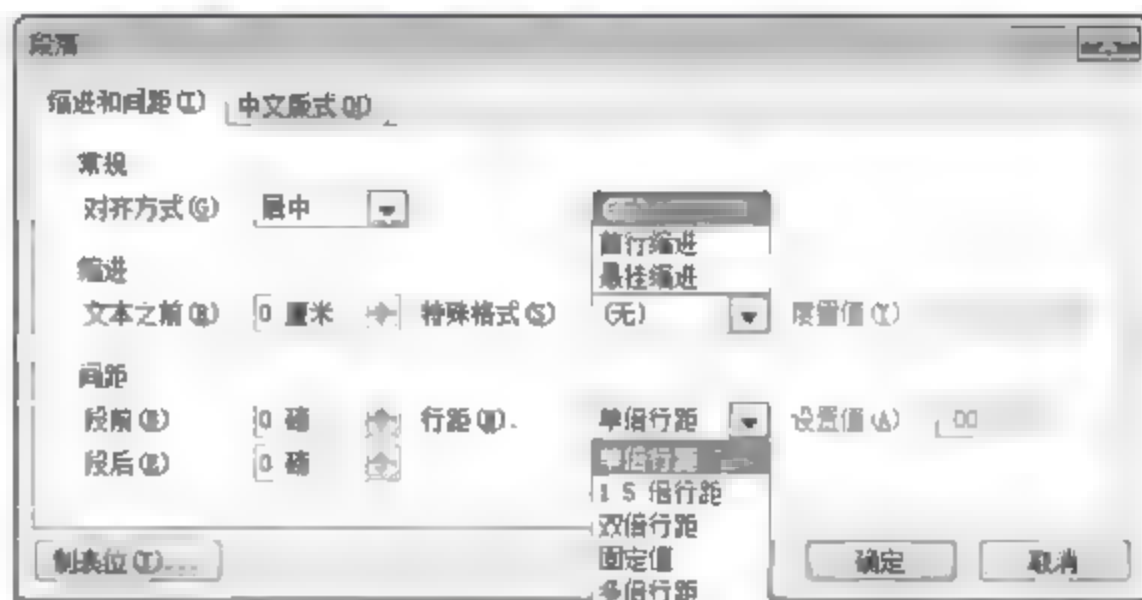 段落
缩进和间距(I) 中文版式(H)
常规
对齐方式(G) 居中
(无)
首行缩进
悬挂缩进
缩进
文本之前(R) 0 厘米 特殊格式(S) (无) 度量值(Y)
间距
段前(B) 0 磅 行距(N). 单倍行距 设置值(A) .00
段后(E) 0 磅 单倍行距
1.5 倍行距
双倍行距
固定值
多倍行距
制表位(T)... 确定 取消